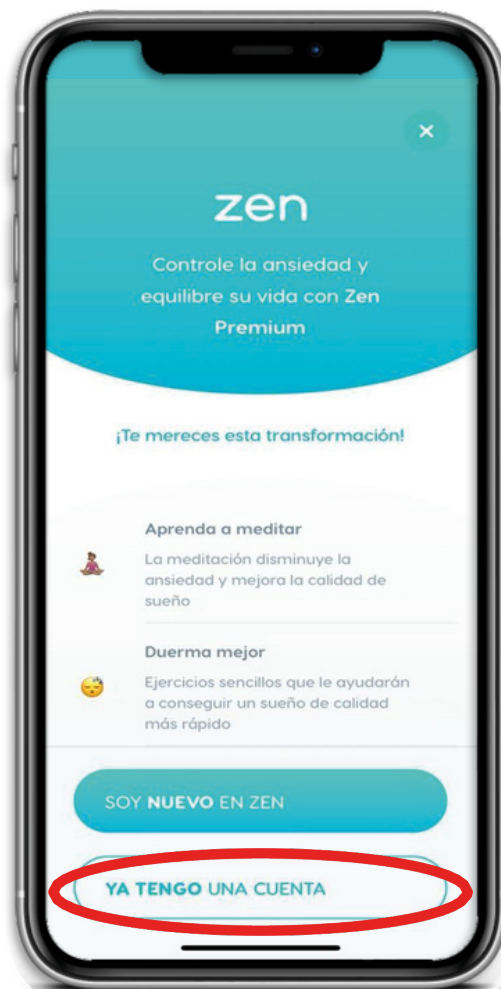 zen
Controle la ansiedad y
equilibre su vida con Zen
Premium
¡Te mereces esta transformación!
Aprenda a meditar
La meditación disminuye la
ansiedad y mejora la calidad de
sueño
Duerma mejor
Ejercicios sencillos que le ayudarán
a conseguir un sueño de calidad
más rápido
SOY NUEVO EN ZEN
YA TENGO UNA CUENTA